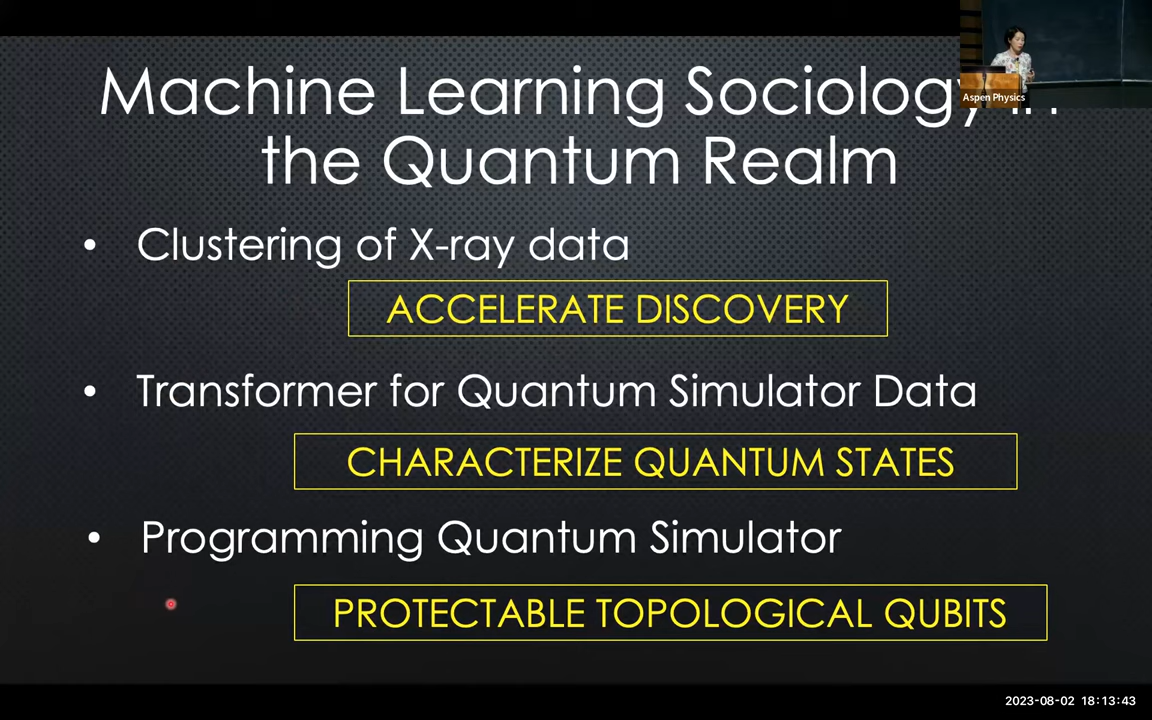 Machine Learning Sociology in
the Quantum Realm
Aspen Physics
• Clustering of X-ray data
ACCELERATE DISCOVERY
• Transformer for Quantum Simulator Data
CHARACTERIZE QUANTUM STATES
• Programming Quantum Simulator
PROTECTABLE TOPOLOGICAL QUBITS
2023-08-02 18:13:43